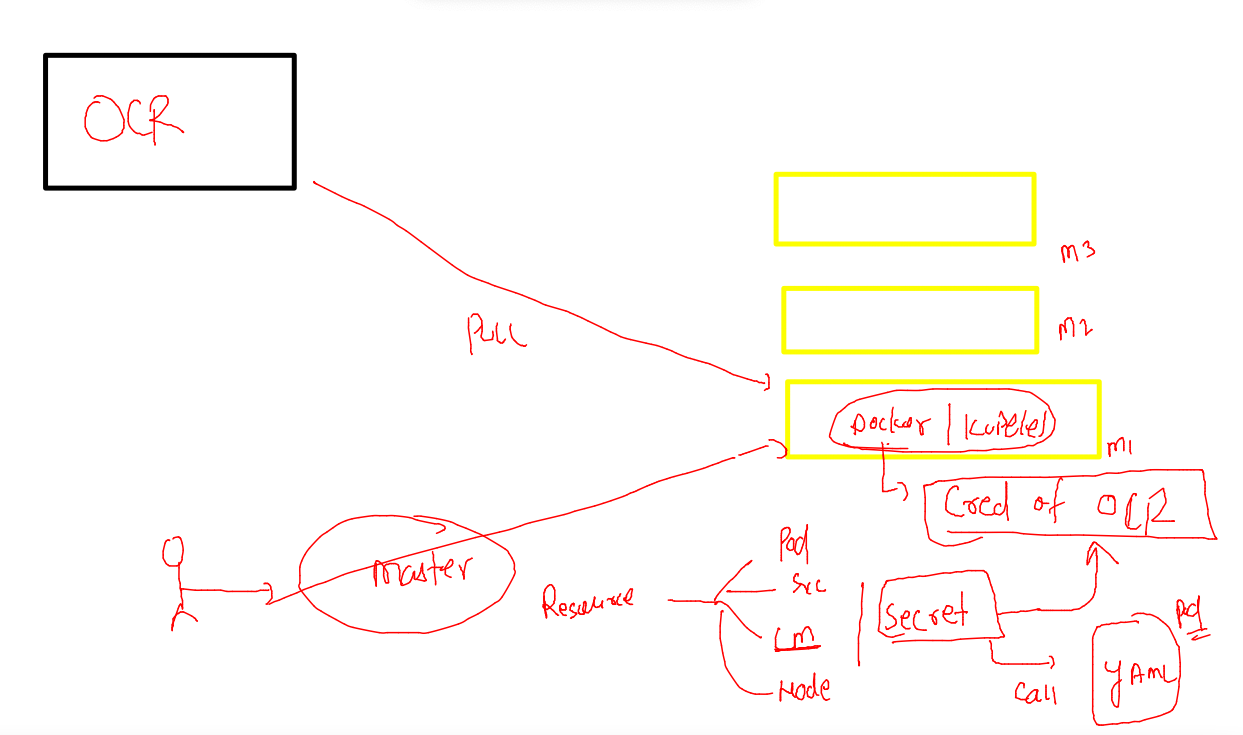 OCR
m3
Pull
m2
Docker | kubelet
m1
Cred of OCR
Master
Resource
Pod
Svc
cm
Node
Secret
call
YAML
Pod